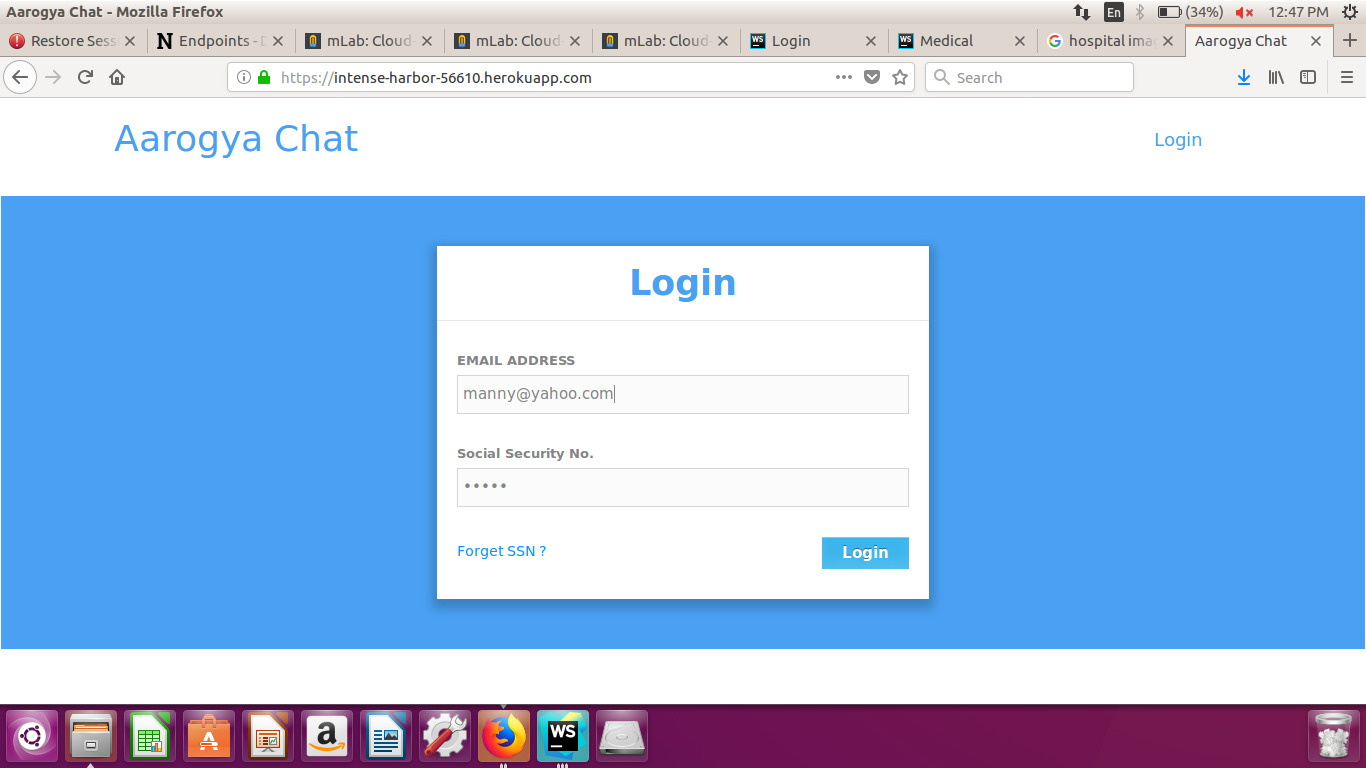 Aarogya Chat - Mozilla Firefox
En
(34%)
12:47 PM
Restore Sess
Endpoints - D
mLab: Cloud-
mLab: Cloud-
mLab: Cloud-
WS Login
WS Medical
hospital ima
Aarogya Chat
https://intense-harbor-56610.herokuapp.com
Search
Aarogya Chat
Login
Login
EMAIL ADDRESS
manny@yahoo.com
Social Security No.
•••••
Forget SSN ?
Login
WS